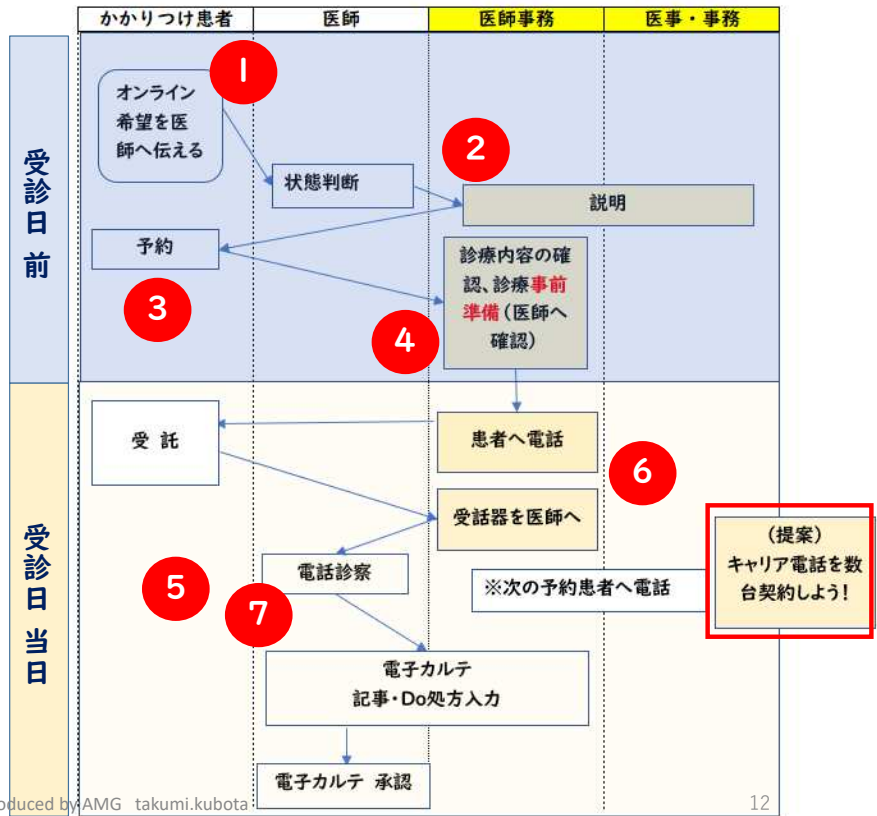 かかりつけ患者 医師 医師事務 医事・事務
受診日 前
1
オンライン
希望を医
師へ伝える
2
状態判断
説明
予約
3
4
診療内容の確
認、診療事前
準備(医師へ
確認)
受診日 当日
受 託
患者へ電話
6
受話器を医師へ
(提案)
キャリア電話を数
台契約しよう!
電話診察
※次の予約患者へ電話
5
7
電子カルテ
記事・Do処方入力
電子カルテ 承認
oduced by AMG takumi.kubota
12